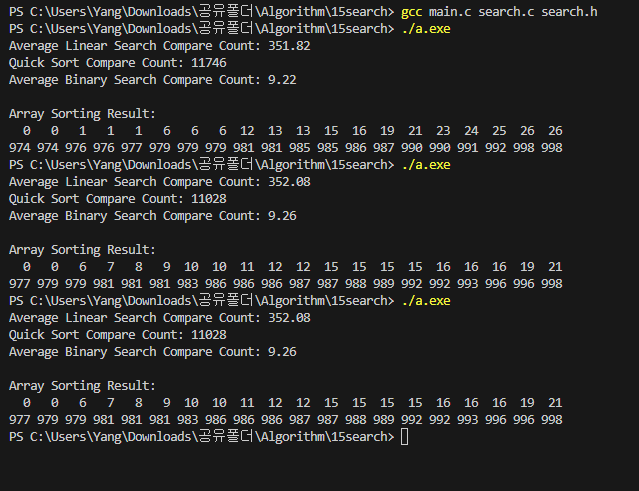 PS C:\Users\Yang\Downloads\공유폴더\Algorithm\15search> gcc main.c search.c search.h
PS C:\Users\Yang\Downloads\공유폴더\Algorithm\15search> ./a.exe
Average Linear Search Compare Count: 351.82
Quick Sort Compare Count: 11746
Average Binary Search Compare Count: 9.22
Array Sorting Result:
0 0 1 1 1 6 6 6 12 13 13 15 16 19 21 23 24 25 26 26
974 974 976 976 977 979 979 979 981 981 985 985 986 987 990 990 991 992 998 998
PS C:\Users\Yang\Downloads\공유폴더\Algorithm\15search> ./a.exe
Average Linear Search Compare Count: 352.08
Quick Sort Compare Count: 11028
Average Binary Search Compare Count: 9.26
Array Sorting Result:
0 0 6 7 8 9 10 10 11 12 12 15 15 15 15 16 16 16 19 21
977 979 979 981 981 981 983 986 986 986 987 987 988 989 992 992 993 996 996 998
PS C:\Users\Yang\Downloads\공유폴더\Algorithm\15search> ./a.exe
Average Linear Search Compare Count: 352.08
Quick Sort Compare Count: 11028
Average Binary Search Compare Count: 9.26
Array Sorting Result:
0 0 6 7 8 9 10 10 11 12 12 15 15 15 15 16 16 16 19 21
977 979 979 981 981 981 983 986 986 986 987 987 988 989 992 992 993 996 996 998
PS C:\Users\Yang\Downloads\공유폴더\Algorithm\15search>